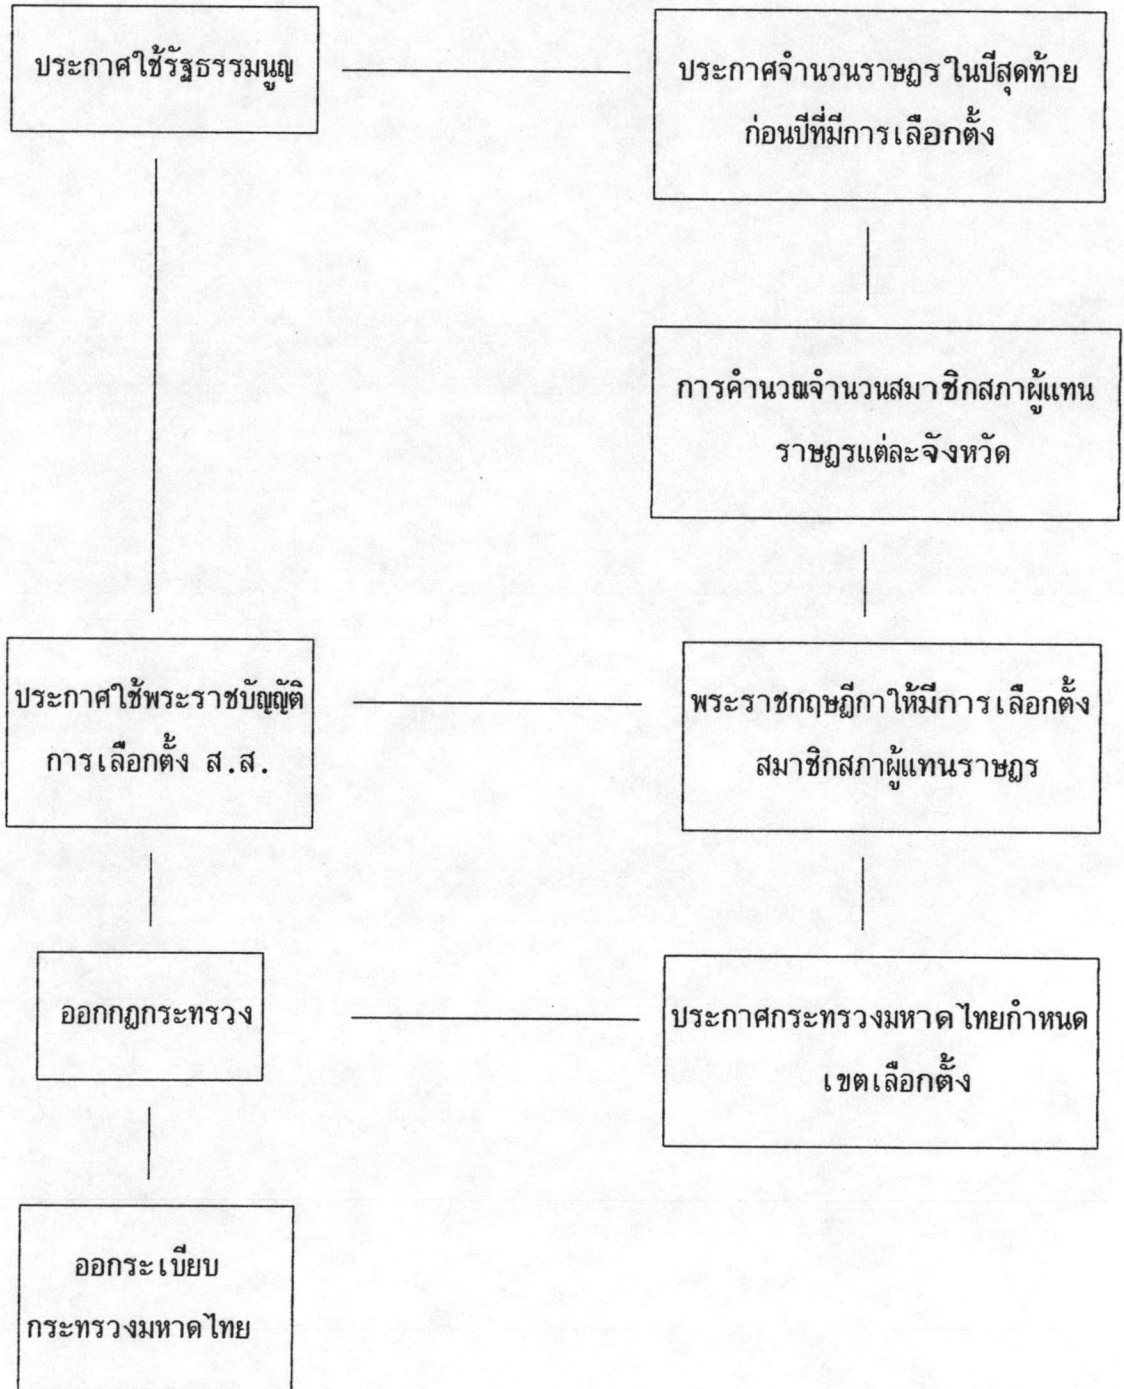 ประกาศใช้รัฐธรรมนูญ
ประกาศจำนวนราษฎรในปีสุดท้าย
ก่อนปีที่มีการเลือกตั้ง
การคำนวณจำนวนสมาชิกสภาผู้แทน
ราษฎรแต่ละจังหวัด
ประกาศใช้พระราชบัญญัติ
การเลือกตั้ง ส.ส.
พระราชกฤษฎีกาให้มีการเลือกตั้ง
สมาชิกสภาผู้แทนราษฎร
ออกกฎกระทรวง
ประกาศกระทรวงมหาดไทยกำหนด
เขตเลือกตั้ง
ออกระเบียบ
กระทรวงมหาดไทย